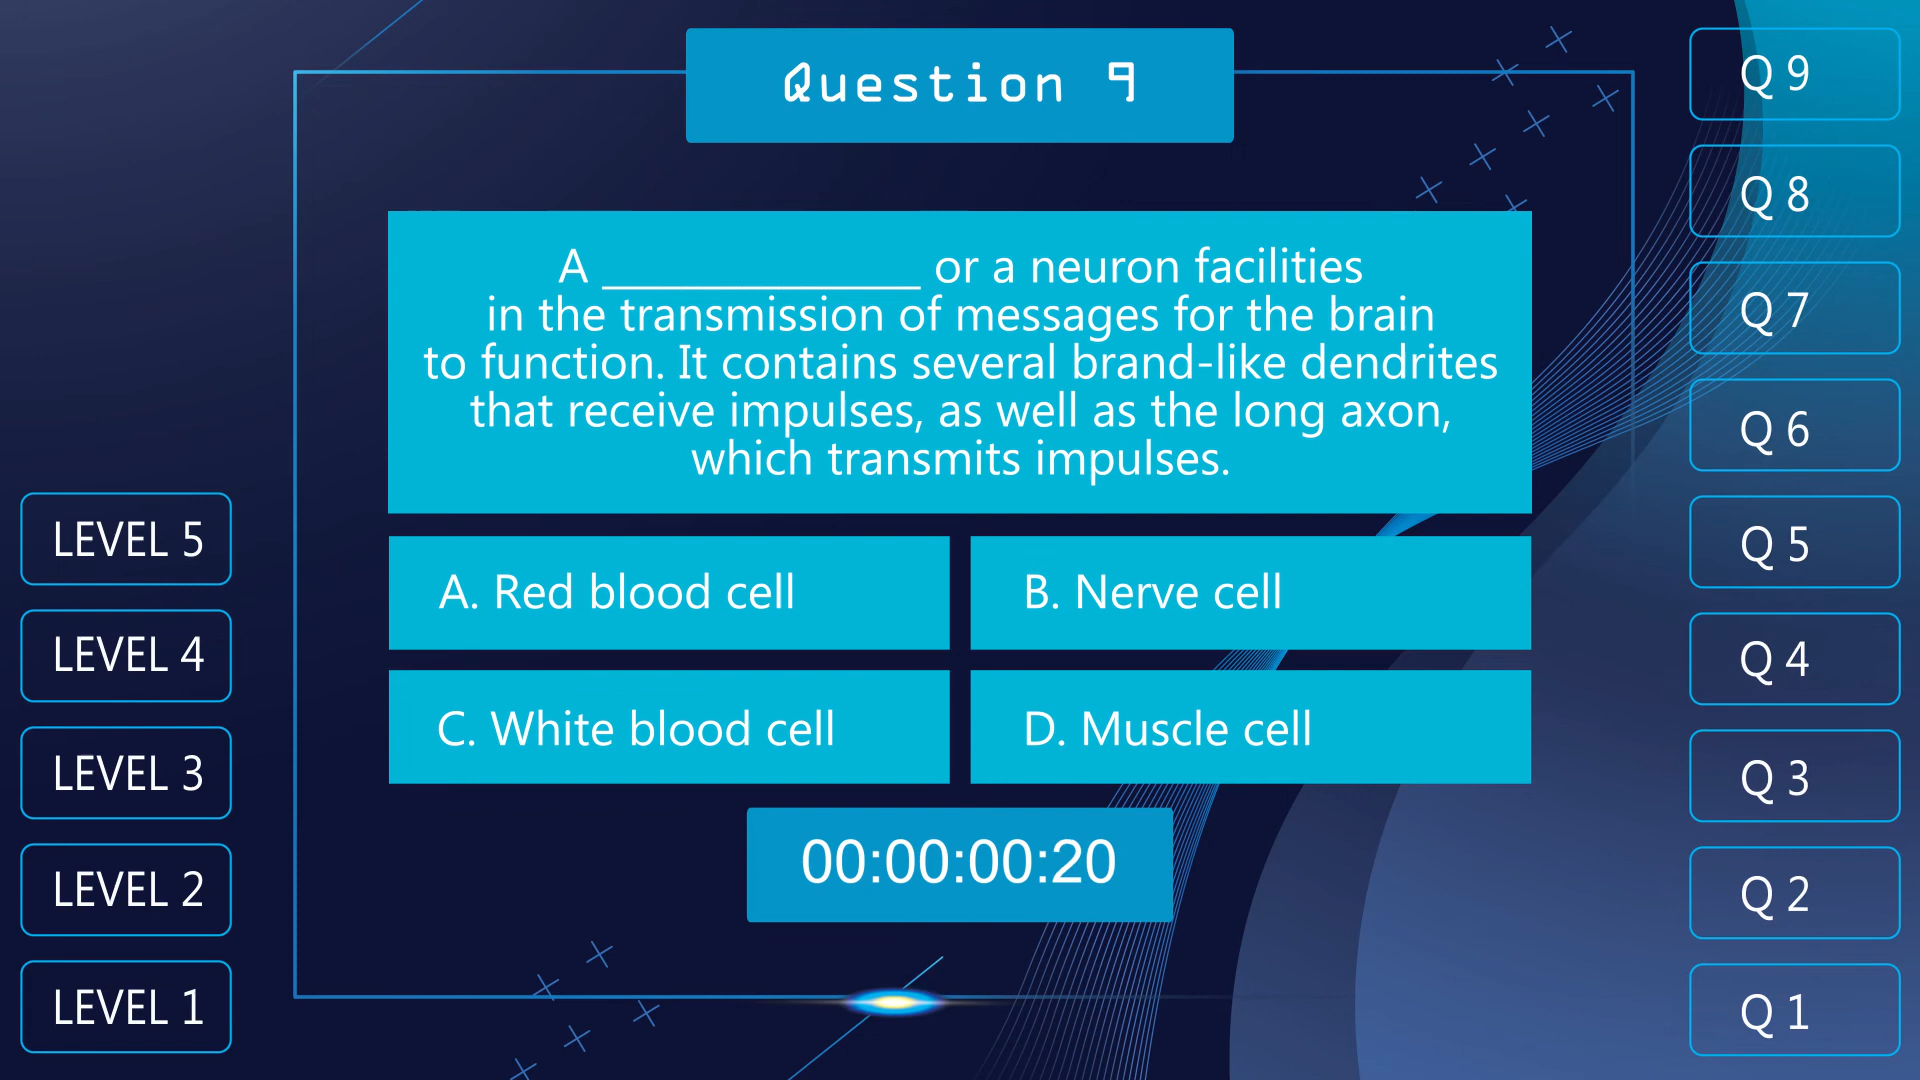 Question 9
A ______________ or a neuron facilities
in the transmission of messages for the brain
to function. It contains several brand-like dendrites
that receive impulses, as well as the long axon,
which transmits impulses.
A. Red blood cell
B. Nerve cell
C. White blood cell
D. Muscle cell
00:00:00:20
LEVEL 5
LEVEL 4
LEVEL 3
LEVEL 2
LEVEL 1
Q 9
Q 8
Q 7
Q 6
Q 5
Q 4
Q 3
Q 2
Q 1